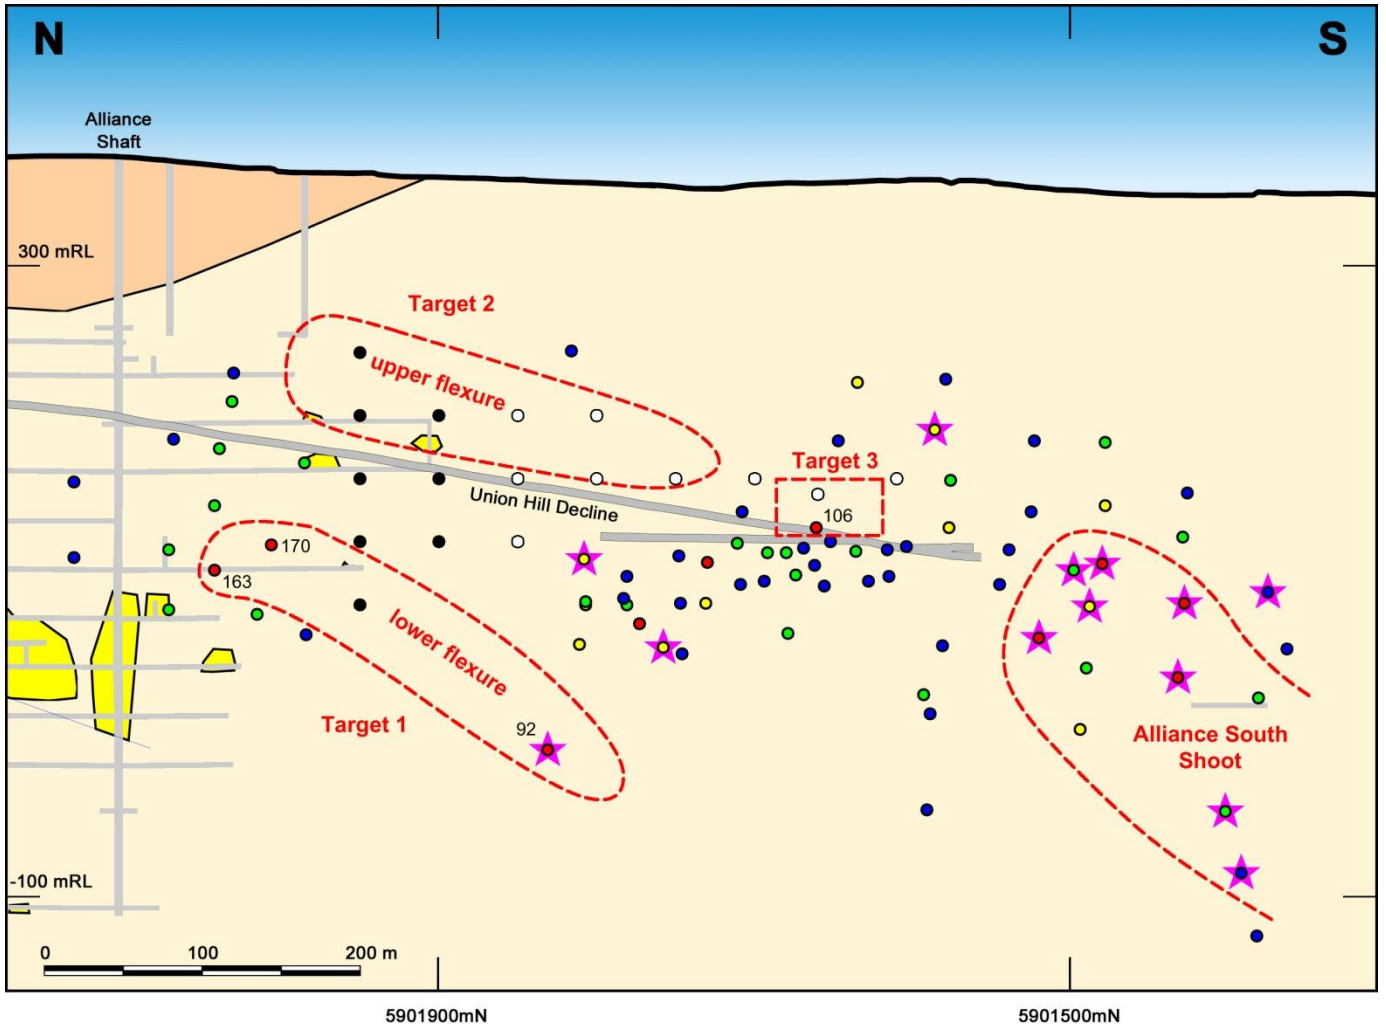 N
S
Alliance
Shaft
300 mRL
Target 2
upper flexure
Target 3
106
Union Hill Decline
170
163
lower flexure
92
Target 1
Alliance South
Shoot
-100 mRL
0 100 200 m
5901900mN
5901500mN